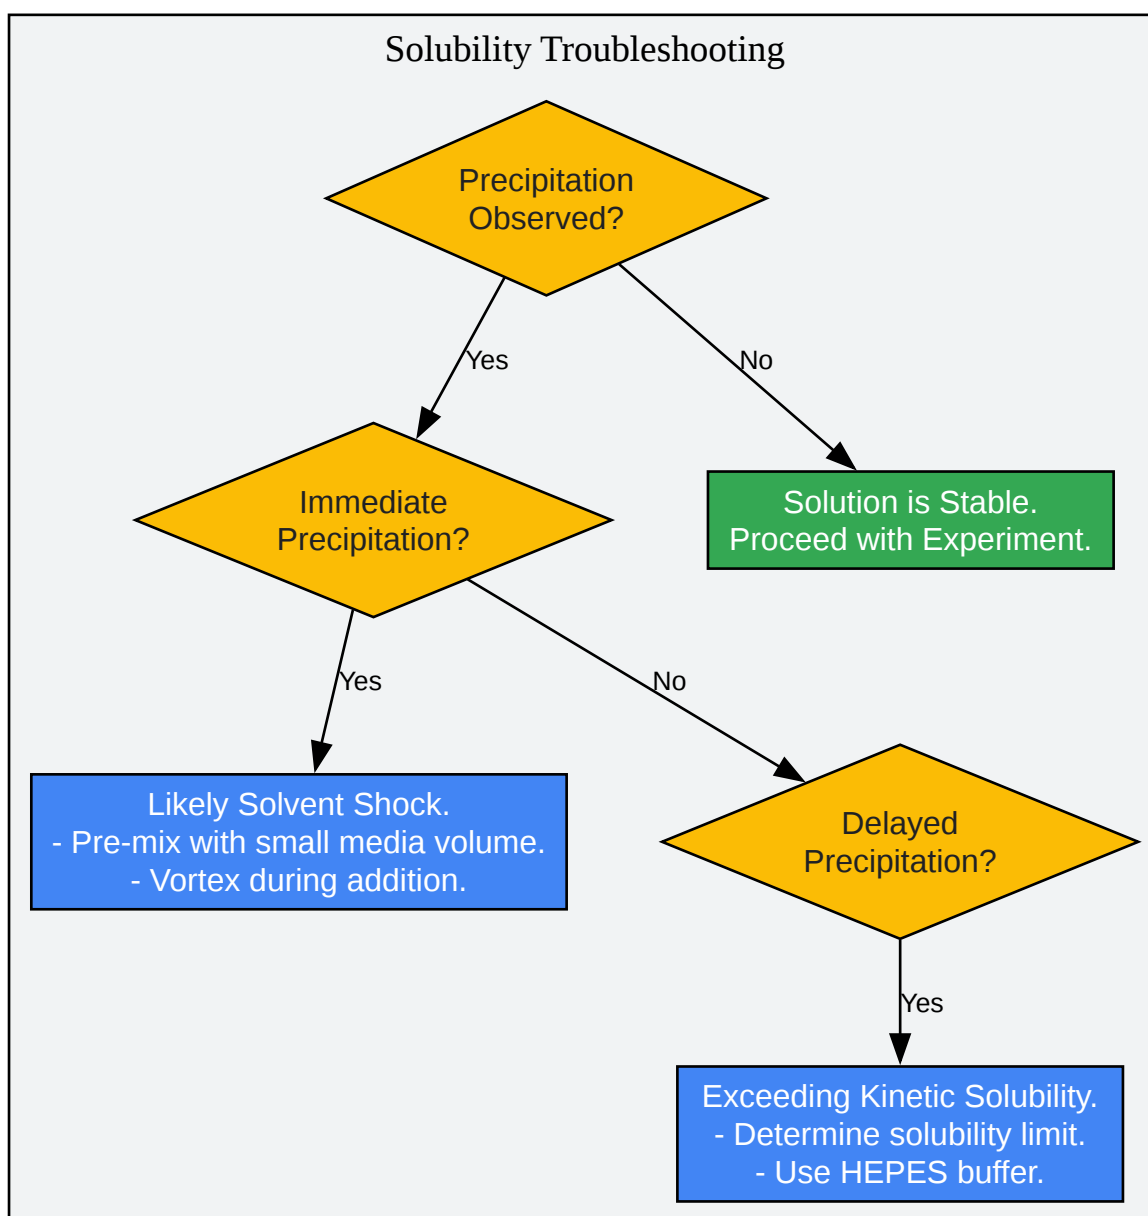 Solubility Troubleshooting
Precipitation
Observed?
Yes
No
Immediate
Precipitation?
Solution is Stable.
Proceed with Experiment.
Yes
No
Likely Solvent Shock.
- Pre-mix with small media volume.
- Vortex during addition.
Delayed
Precipitation?
Yes
Exceeding Kinetic Solubility.
- Determine solubility limit.
- Use HEPES buffer.